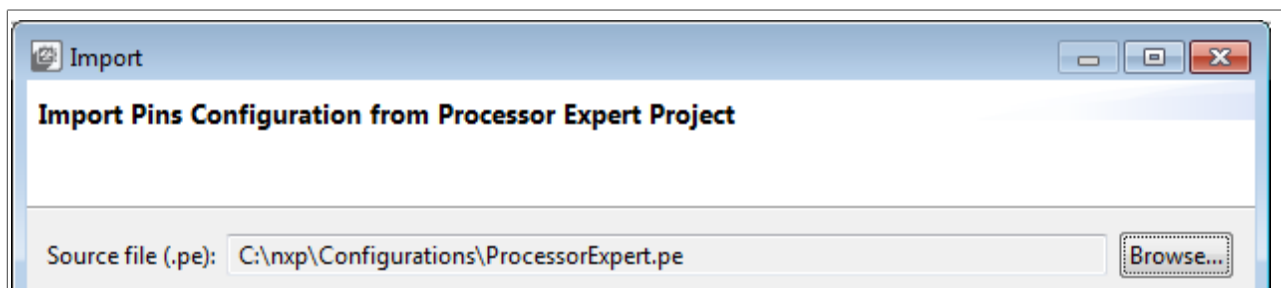 Import
Import Pins Configuration from Processor Expert Project
Source file (.pe): C:\nxp\Configurations\ProcessorExpert.pe Browse...